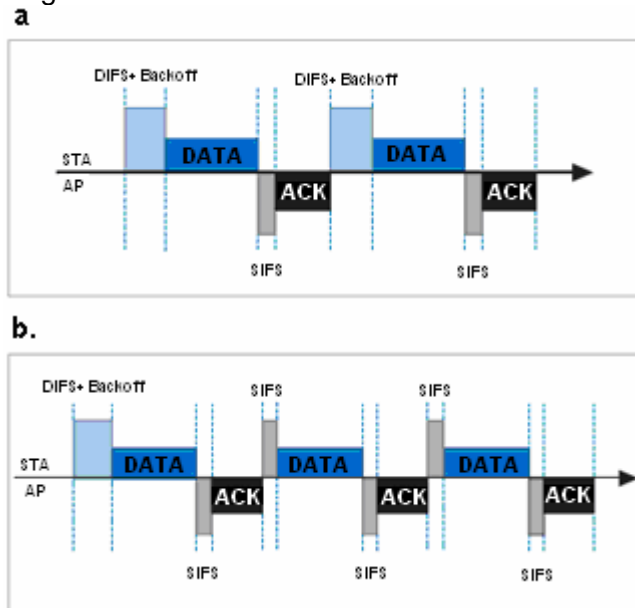 a
DIFS+ Backoff DIFS+ Backoff
DATA DATA
STA
AP
ACK ACK
SIFS SIFS
b.
DIFS+ Backoff SIFS SIFS
DATA DATA DATA
STA
AP
ACK ACK ACK
SIFS SIFS SIFS